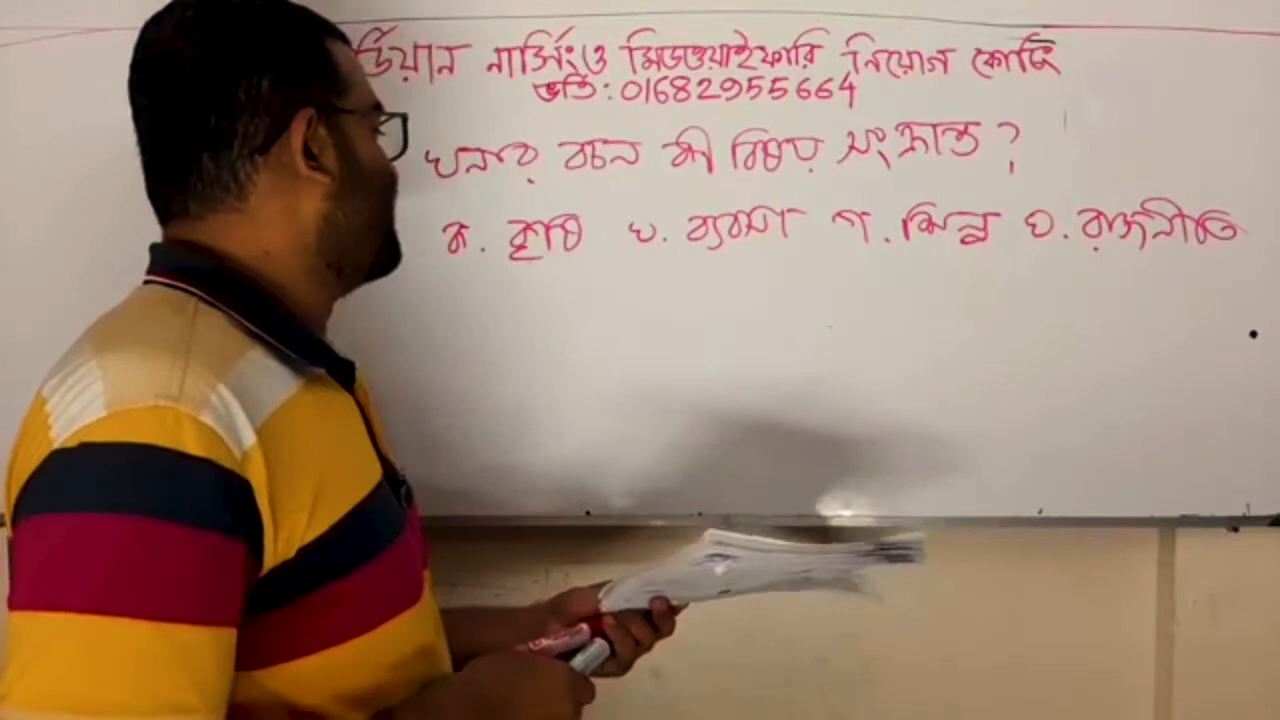 র্ডিয়ান নার্সিং ও মিডওয়াইফারি নিয়োগ কোচিং
ভর্তি : 01682955664
খনার বচন কী বিষয় সংক্রান্ত ?
ক. কৃষি খ. ব্যবসা গ. শিল্প ঘ. রাজনীতি